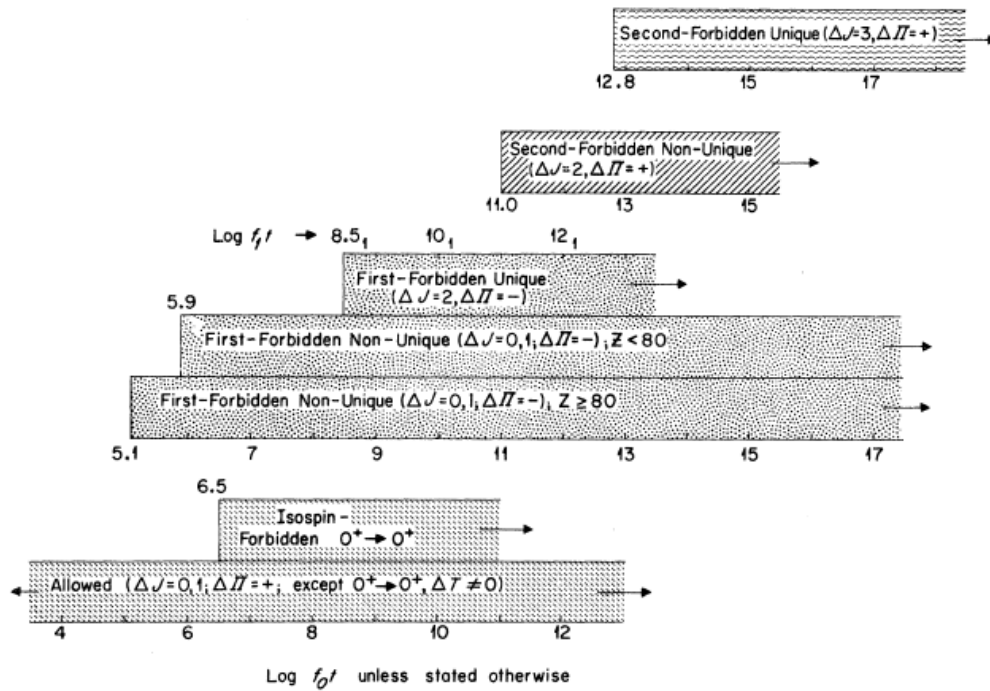 Second-Forbidden Unique (ΔJ=3, ΔΠ=+)
12.8 15 17
Second-Forbidden Non-Unique
(ΔJ=2, ΔΠ=+)
11.0 13 15
Log f₁t → 8.5₁ 10₁ 12₁
First-Forbidden Unique
(ΔJ=2, ΔΠ=−)
5.9
First-Forbidden Non-Unique (ΔJ=0,1; ΔΠ=−); Z<80
First-Forbidden Non-Unique (ΔJ=0,1; ΔΠ=−); Z≥80
5.1 7 9 11 13 15 17
6.5
Isospin-
Forbidden 0⁺→0⁺
Allowed (ΔJ=0,1; ΔΠ=+; except 0⁺→0⁺, ΔT≠0)
4 6 8 10 12
Log f₀t unless stated otherwise